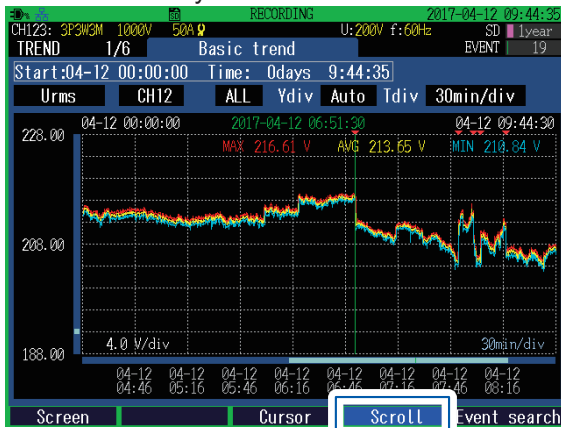 RECORDING 2017-04-12 09:44:35
CH123: 3P3W3M 1000V 50A U:200V f:60Hz SD 1year
TREND 1/6 Basic trend EVENT 19
Start:04-12 00:00:00 Time: 0days 9:44:35
Urms CH12 ALL Ydiv Auto Tdiv 30min/div
04-12 00:00:00 2017-04-12 06:51:30 04-12 09:44:30
228.00
MAX 216.61 V AVG 213.65 V MIN 210.84 V
208.00
4.0 V/div 30min/div
188.00
04-12 04-12 04-12 04-12 04-12 04-12 04-12 04-12
04:46 05:16 05:46 06:16 06:46 07:16 07:46 08:16
Screen Cursor Scroll Event search